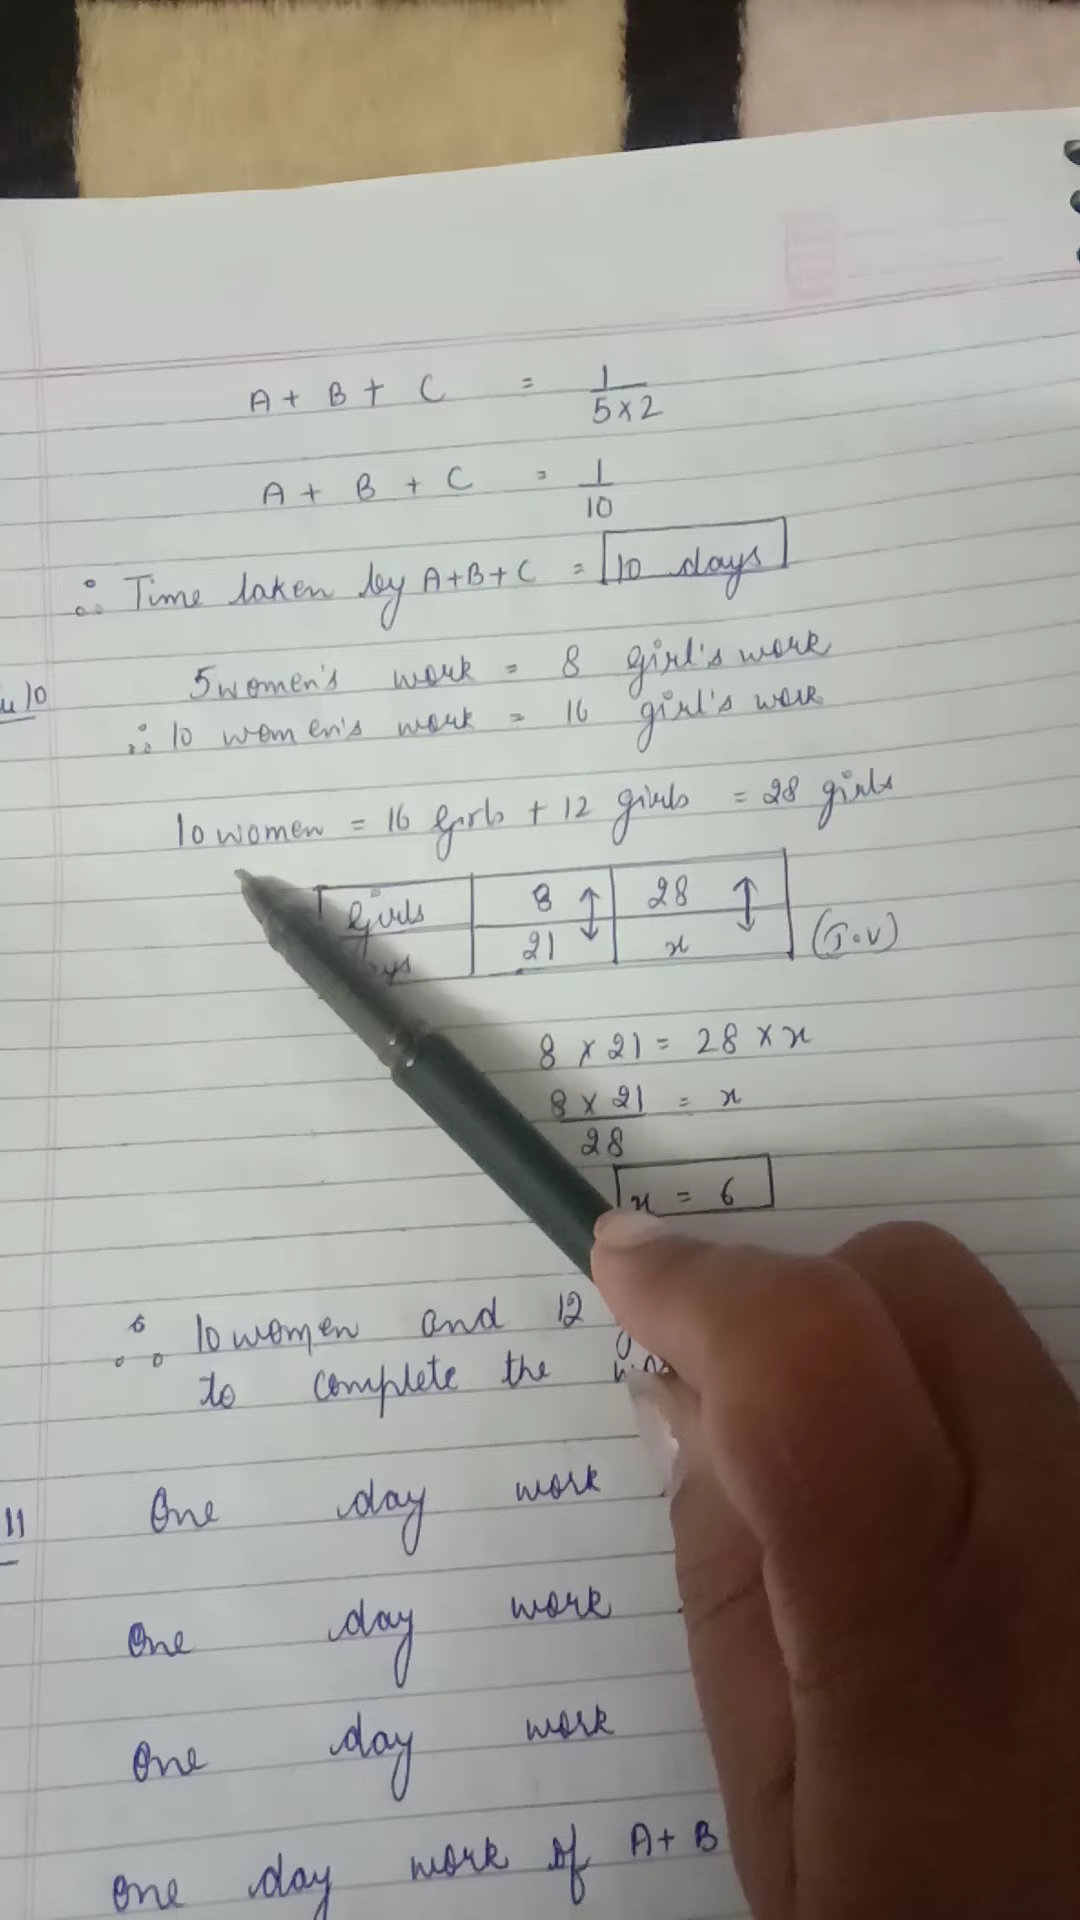 A + B + C = 1/5×2
A + B + C = 1/10
∴ Time taken by A+B+C = 10 days
10 5 women's work = 8 girl's work
∴ 10 women's work = 16 girl's work
10 women = 16 girls + 12 girls = 28 girls
Girls 8 ↕ 28 ↕
21 x (I.V)
8 × 21 = 28 × x
8 × 21/28 = x
x = 6
∴ 10 women and 12
to complete the
11 One day work
One day work
One day work
One day work of A+ B